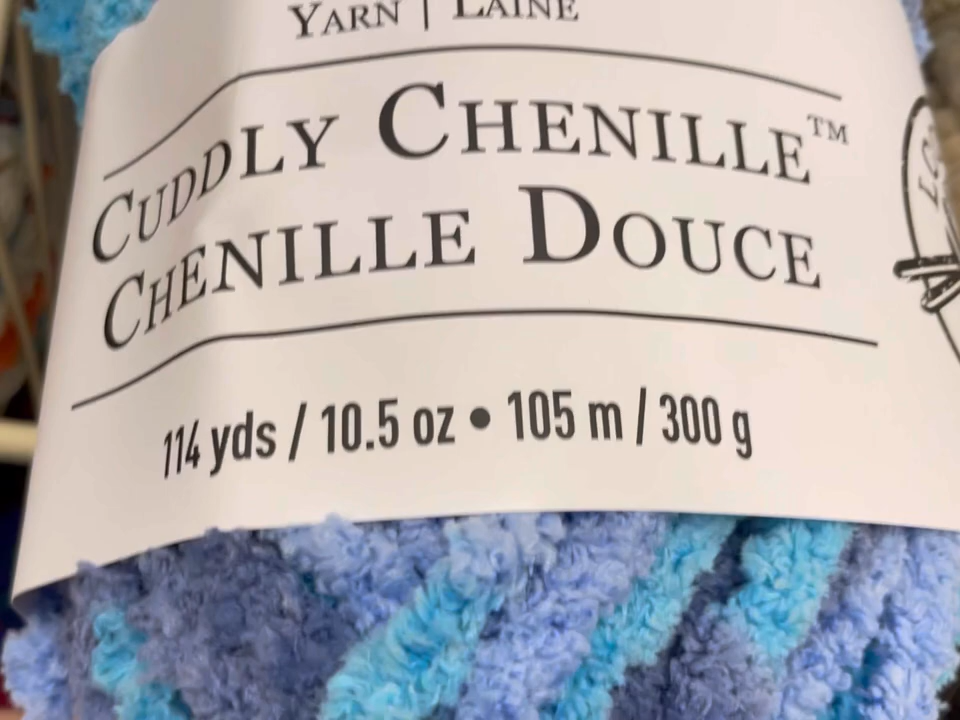 YARN | LAINE
CUDDLY CHENILLE™
CHENILLE DOUCE
114 yds / 10.5 oz • 105 m / 300 g